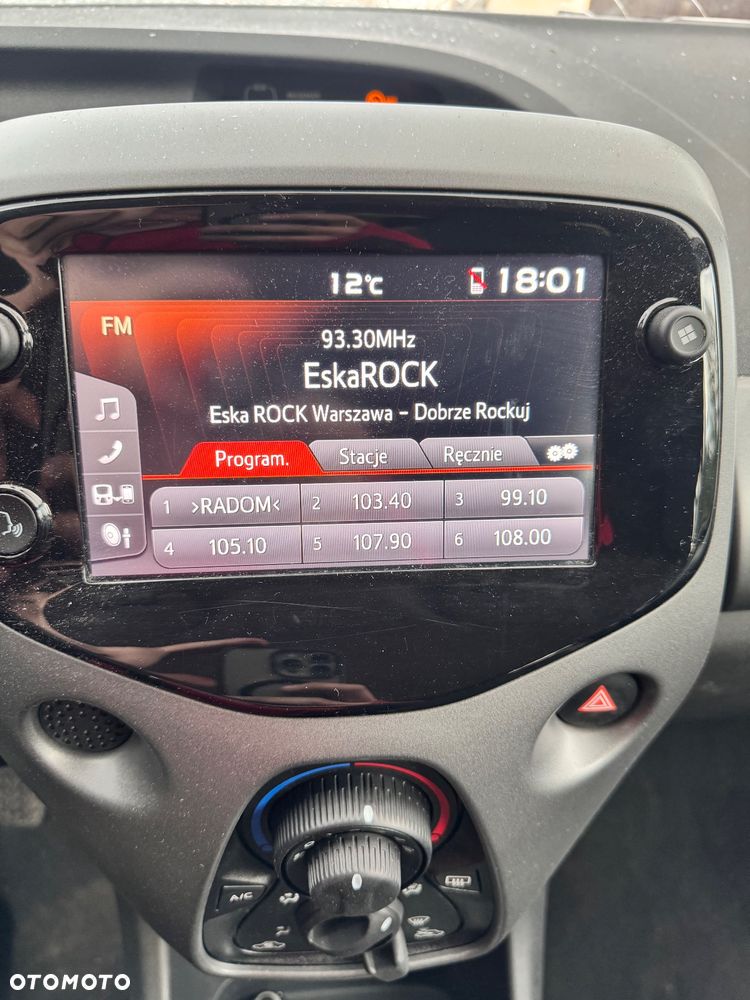 12°C 18:01
FM
93.30MHz
EskaROCK
Eska ROCK Warszawa - Dobrze Rockuj
Program. Stacje Ręcznie
1 >RADOM< 2 103.40 3 99.10
4 105.10 5 107.90 6 108.00
A/C
OTOMOTO